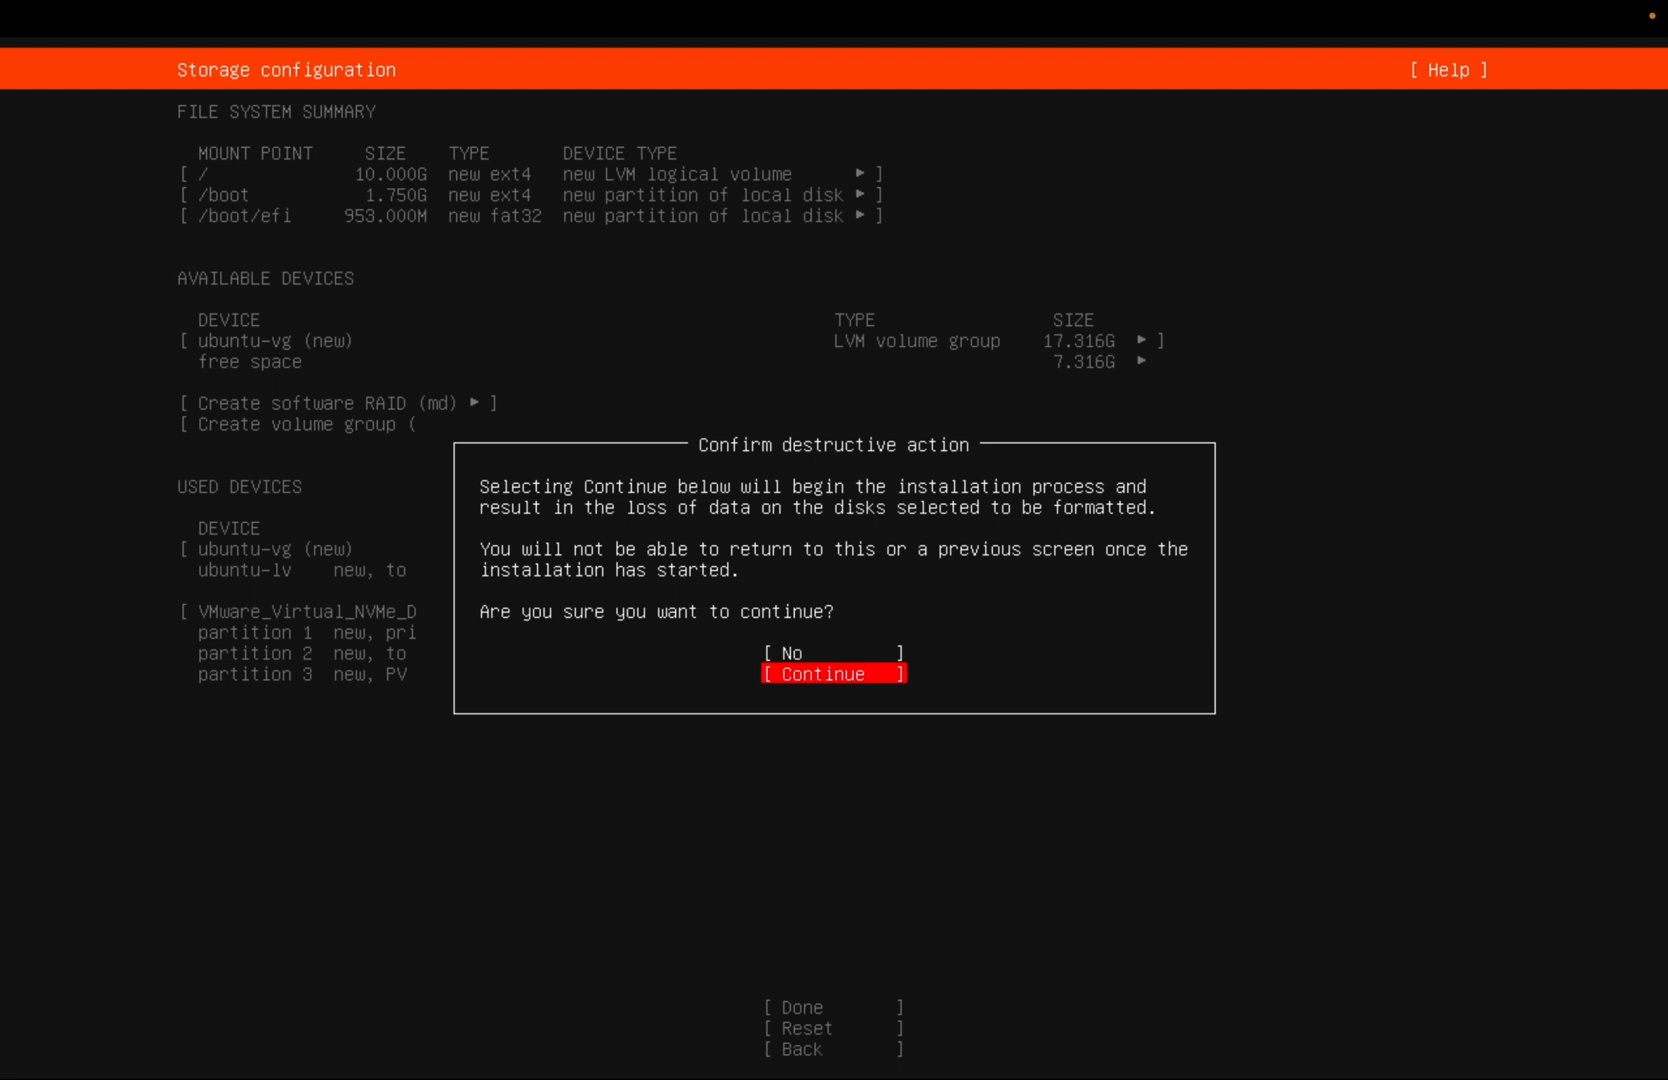 Storage configuration [ Help ]
FILE SYSTEM SUMMARY
MOUNT POINT SIZE TYPE DEVICE TYPE
[ / 10.000G new ext4 new LVM logical volume ▸ ]
[ /boot 1.750G new ext4 new partition of local disk ▸ ]
[ /boot/efi 953.000M new fat32 new partition of local disk ▸ ]
AVAILABLE DEVICES
DEVICE TYPE SIZE
[ ubuntu-vg (new) LVM volume group 17.316G ▸ ]
free space 7.316G ▸
[ Create software RAID (md) ▸ ]
[ Create volume group (
USED DEVICES
DEVICE
[ ubuntu-vg (new)
ubuntu-lv new, to
[ VMware_Virtual_NVMe_D
partition 1 new, pri
partition 2 new, to
partition 3 new, PV
Confirm destructive action
Selecting Continue below will begin the installation process and
result in the loss of data on the disks selected to be formatted.
You will not be able to return to this or a previous screen once the
installation has started.
Are you sure you want to continue?
[ No ]
[ Continue ]
[ Done ]
[ Reset ]
[ Back ]